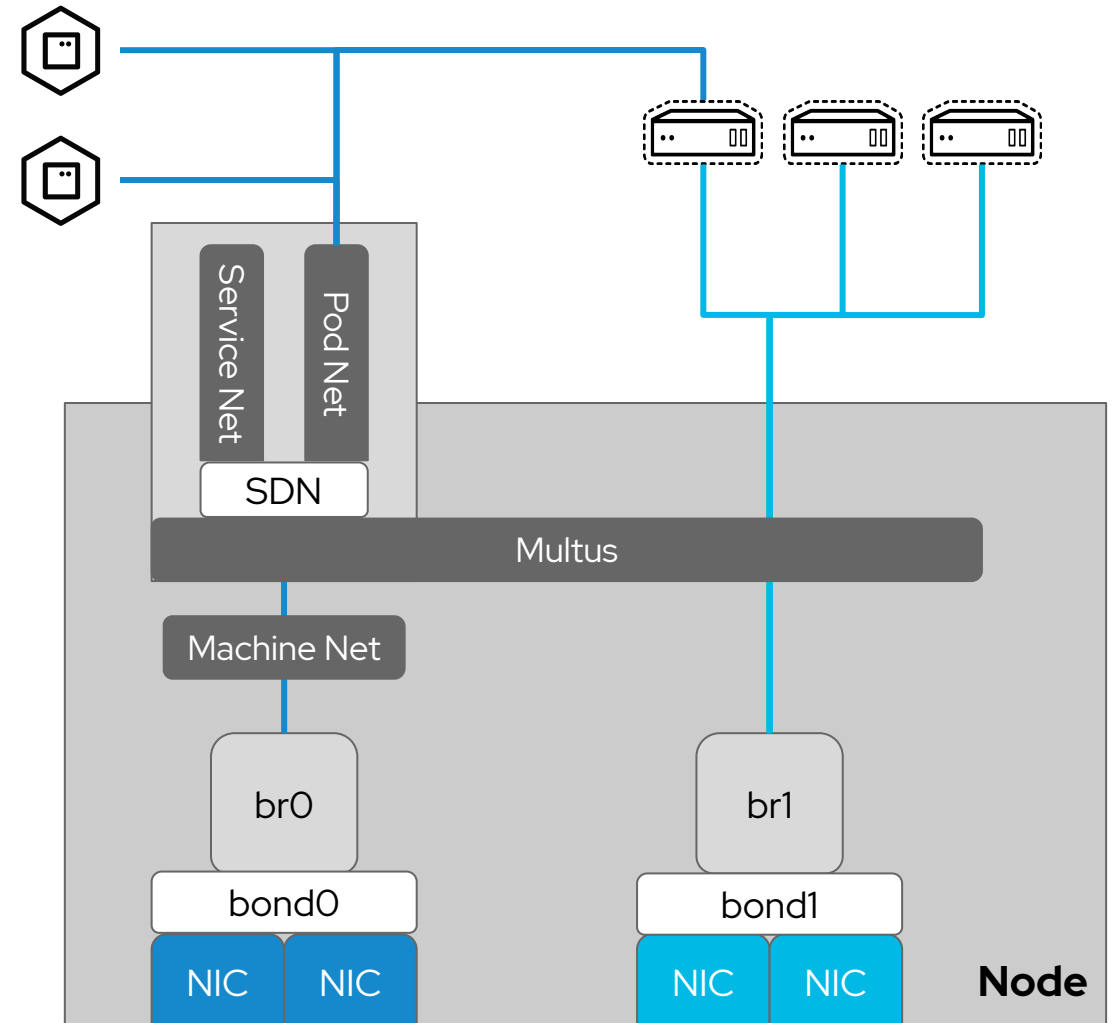 Service Net
Pod Net
SDN
Multus
Machine Net
br0
br1
bond0
bond1
NIC
NIC
NIC
NIC
Node